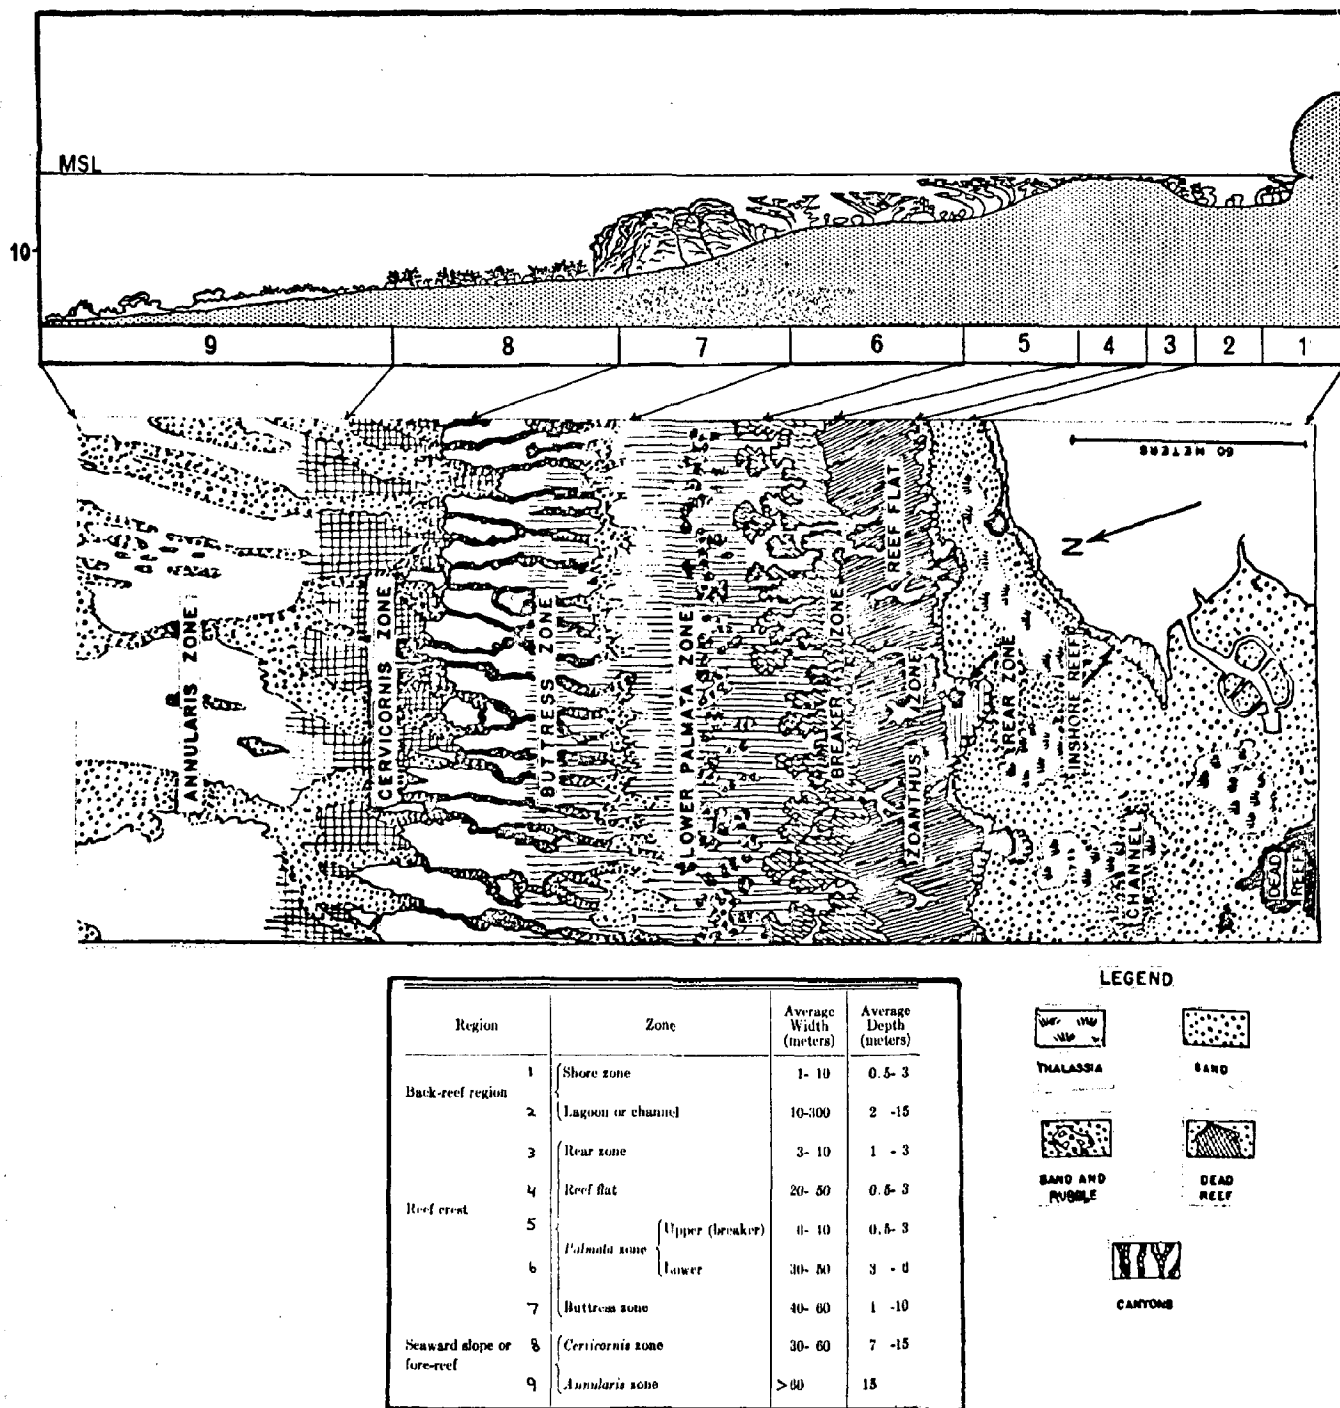 MSL
10
9 8 7 6 5 4 3 2 1
60 METERS
N
ANNULARIS ZONE
CERVICORNIS ZONE
BUTTRESS ZONE
LOWER PALMATA ZONE
BREAKER ZONE
REEF FLAT
ZOANTHUS ZONE
REAR ZONE
INSHORE REEF
CHANNEL
DEAD
REEF
Region Zone Average Width (meters) Average Depth (meters)
Back-reef region
1 Shore zone 1- 10 0.5- 3
2 Lagoon or channel 10-300 2 -15
Reef crest
3 Rear zone 3- 10 1 - 3
4 Reef flat 20- 50 0.5- 3
Palmata zone
5 Upper (breaker) 0.5- 3
6 Lower 30- 50 3 -
7 Buttress zone 40- 60 1 -10
Seaward slope or
fore-reef
8 Cervicornis zone 30- 60 7 -15
9 Annularis zone >60 15
LEGEND
THALASSIA
SAND
SAND AND
RUBBLE
DEAD
REEF
CANYONS